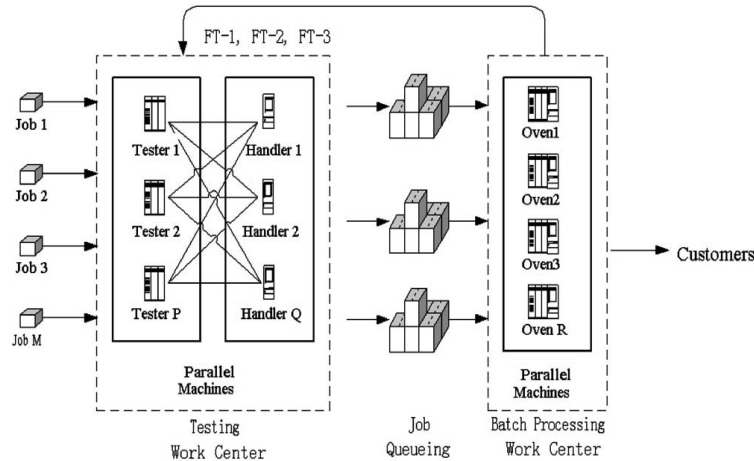 FT-1, FT-2, FT-3
Job 1
Job 2
Job 3
Job M
Tester 1
Tester 2
Tester P
Handler 1
Handler 2
Handler Q
Parallel
Machines
Testing
Work Center
Job
Queueing
Oven1
Oven2
Oven3
Oven R
Parallel
Machines
Batch Processing
Work Center
Customers